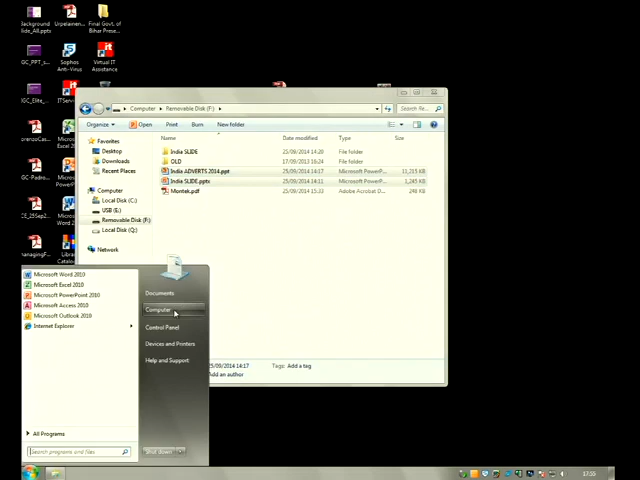 Background
Urpelainen...
Final Govt. of
Bihar Prese...
Sophos
Anti-Virus
Virtual IT
Assistance
Computer
Removable Disk (F:)
Search Re...
Organize
Open
Print
Burn
New folder
Favorites
Desktop
Downloads
Recent Places
Computer
Local Disk (C:)
USB (E:)
Removable Disk (F:)
Local Disk (Q:)
Network
Name
Date modified
Type
Size
India SLIDE
25/09/2014 14:20
File folder
OLD
17/09/2013 16:24
File folder
India ADVERTS 2014.ppt
25/09/2014 14:17
Microsoft PowerP...
11,215 KB
India SLIDE.pptx
25/09/2014 14:11
Microsoft PowerP...
1,245 KB
Montek.pdf
25/09/2014 15:33
Adobe Acrobat D...
248 KB
25/09/2014 14:17
Tags: Add a tag
Add an author
Microsoft Word 2010
Microsoft Excel 2010
Microsoft PowerPoint 2010
Microsoft Access 2010
Microsoft Outlook 2010
Internet Explorer
All Programs
Search programs and files
Documents
Computer
Control Panel
Devices and Printers
Help and Support
Shut down
17:55